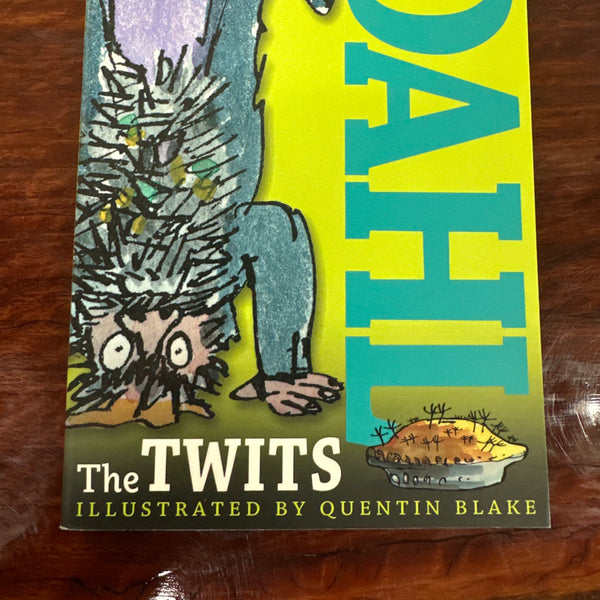 DAHL
The TWITS
ILLUSTRATED BY QUENTIN BLAKE